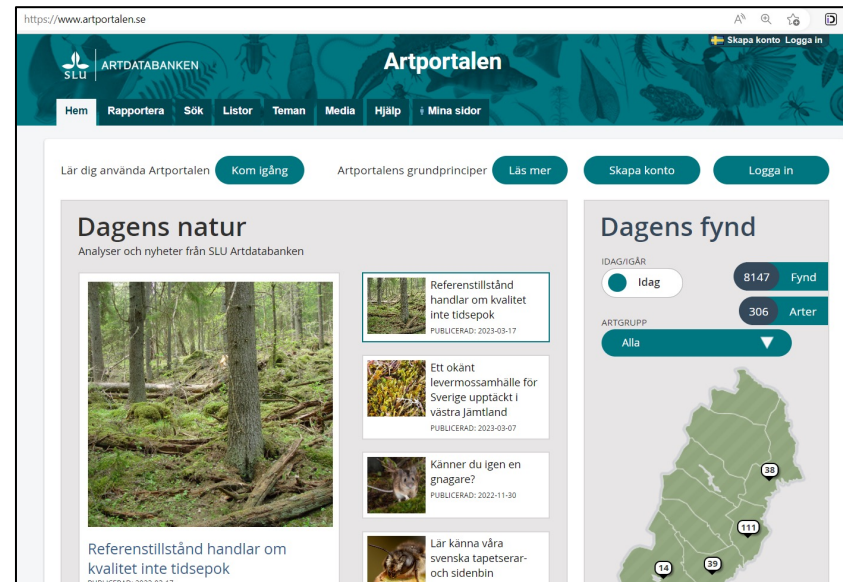 https://www.artportalen.se
Skapa konto Logga in
SLU ARTDATABANKEN
Artportalen
Hem Rapportera Sök Listor Teman Media Hjälp Mina sidor
Lär dig använda Artportalen Kom igång Artportalens grundprinciper Läs mer Skapa konto Logga in
Dagens natur
Analyser och nyheter från SLU Artdatabanken
Referenstillstånd handlar om
kvalitet inte tidsepok
Referenstillstånd
handlar om kvalitet
inte tidsepok
PUBLICERAD: 2023-03-17
Ett okänt
levermossamhälle för
Sverige upptäckt i
västra Jämtland
PUBLICERAD: 2023-03-07
Känner du igen en
gnagare?
PUBLICERAD: 2022-11-30
Lär känna våra
svenska tapetserar-
och sidenbin
Dagens fynd
IDAG/IGÅR
Idag
8147 Fynd
306 Arter
ARTGRUPP
Alla
38
111
39
14